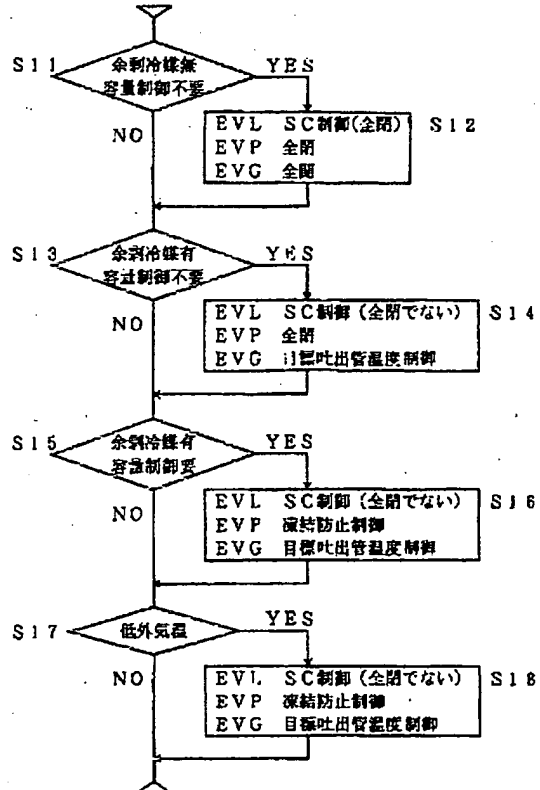 S11
余剰冷媒無
容量制御不要
YES
NO
EVL SC制御(全閉)
EVP 全閉
EVG 全開
S12
S13
余剰冷媒有
容量制御不要
YES
NO
EVL SC制御(全閉でない)
EVP 全閉
EVG 目標吐出管温度制御
S14
S15
余剰冷媒有
容量制御要
YES
NO
EVL SC制御(全閉でない)
EVP 凍結防止制御
EVG 目標吐出管温度制御
S16
S17
低外気温
YES
NO
EVL SC制御(全閉でない)
EVP 凍結防止制御
EVG 目標吐出管温度制御
S18